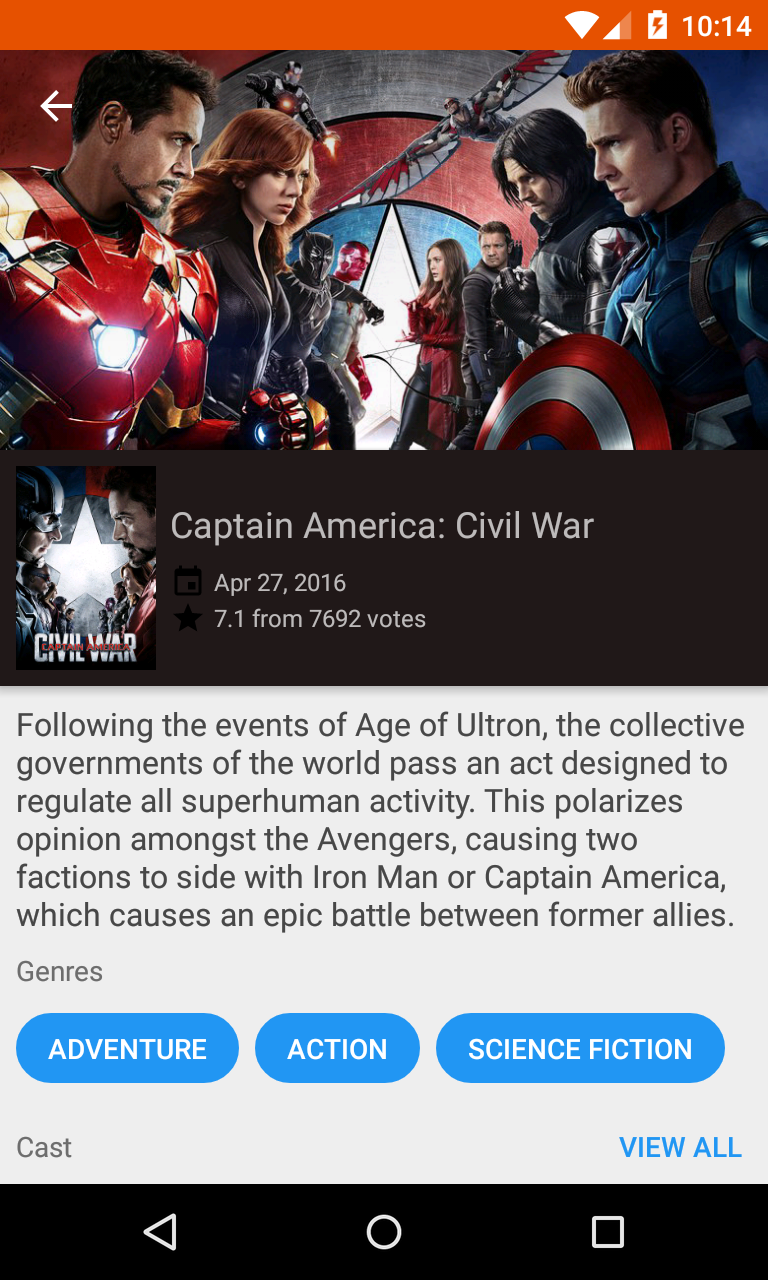 10:14
CIVIL WAR
CAPTAIN AMERICA
Captain America: Civil War
Apr 27, 2016
7.1 from 7692 votes
Following the events of Age of Ultron, the collective
governments of the world pass an act designed to
regulate all superhuman activity. This polarizes
opinion amongst the Avengers, causing two
factions to side with Iron Man or Captain America,
which causes an epic battle between former allies.
Genres
ADVENTURE ACTION SCIENCE FICTION
Cast VIEW ALL